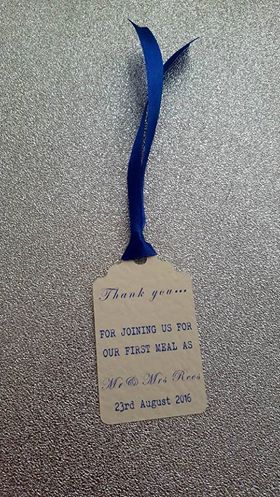 Thank you...
FOR JOINING US FOR
OUR FIRST MEAL AS
Mr & Mrs Rees
23rd August 2016